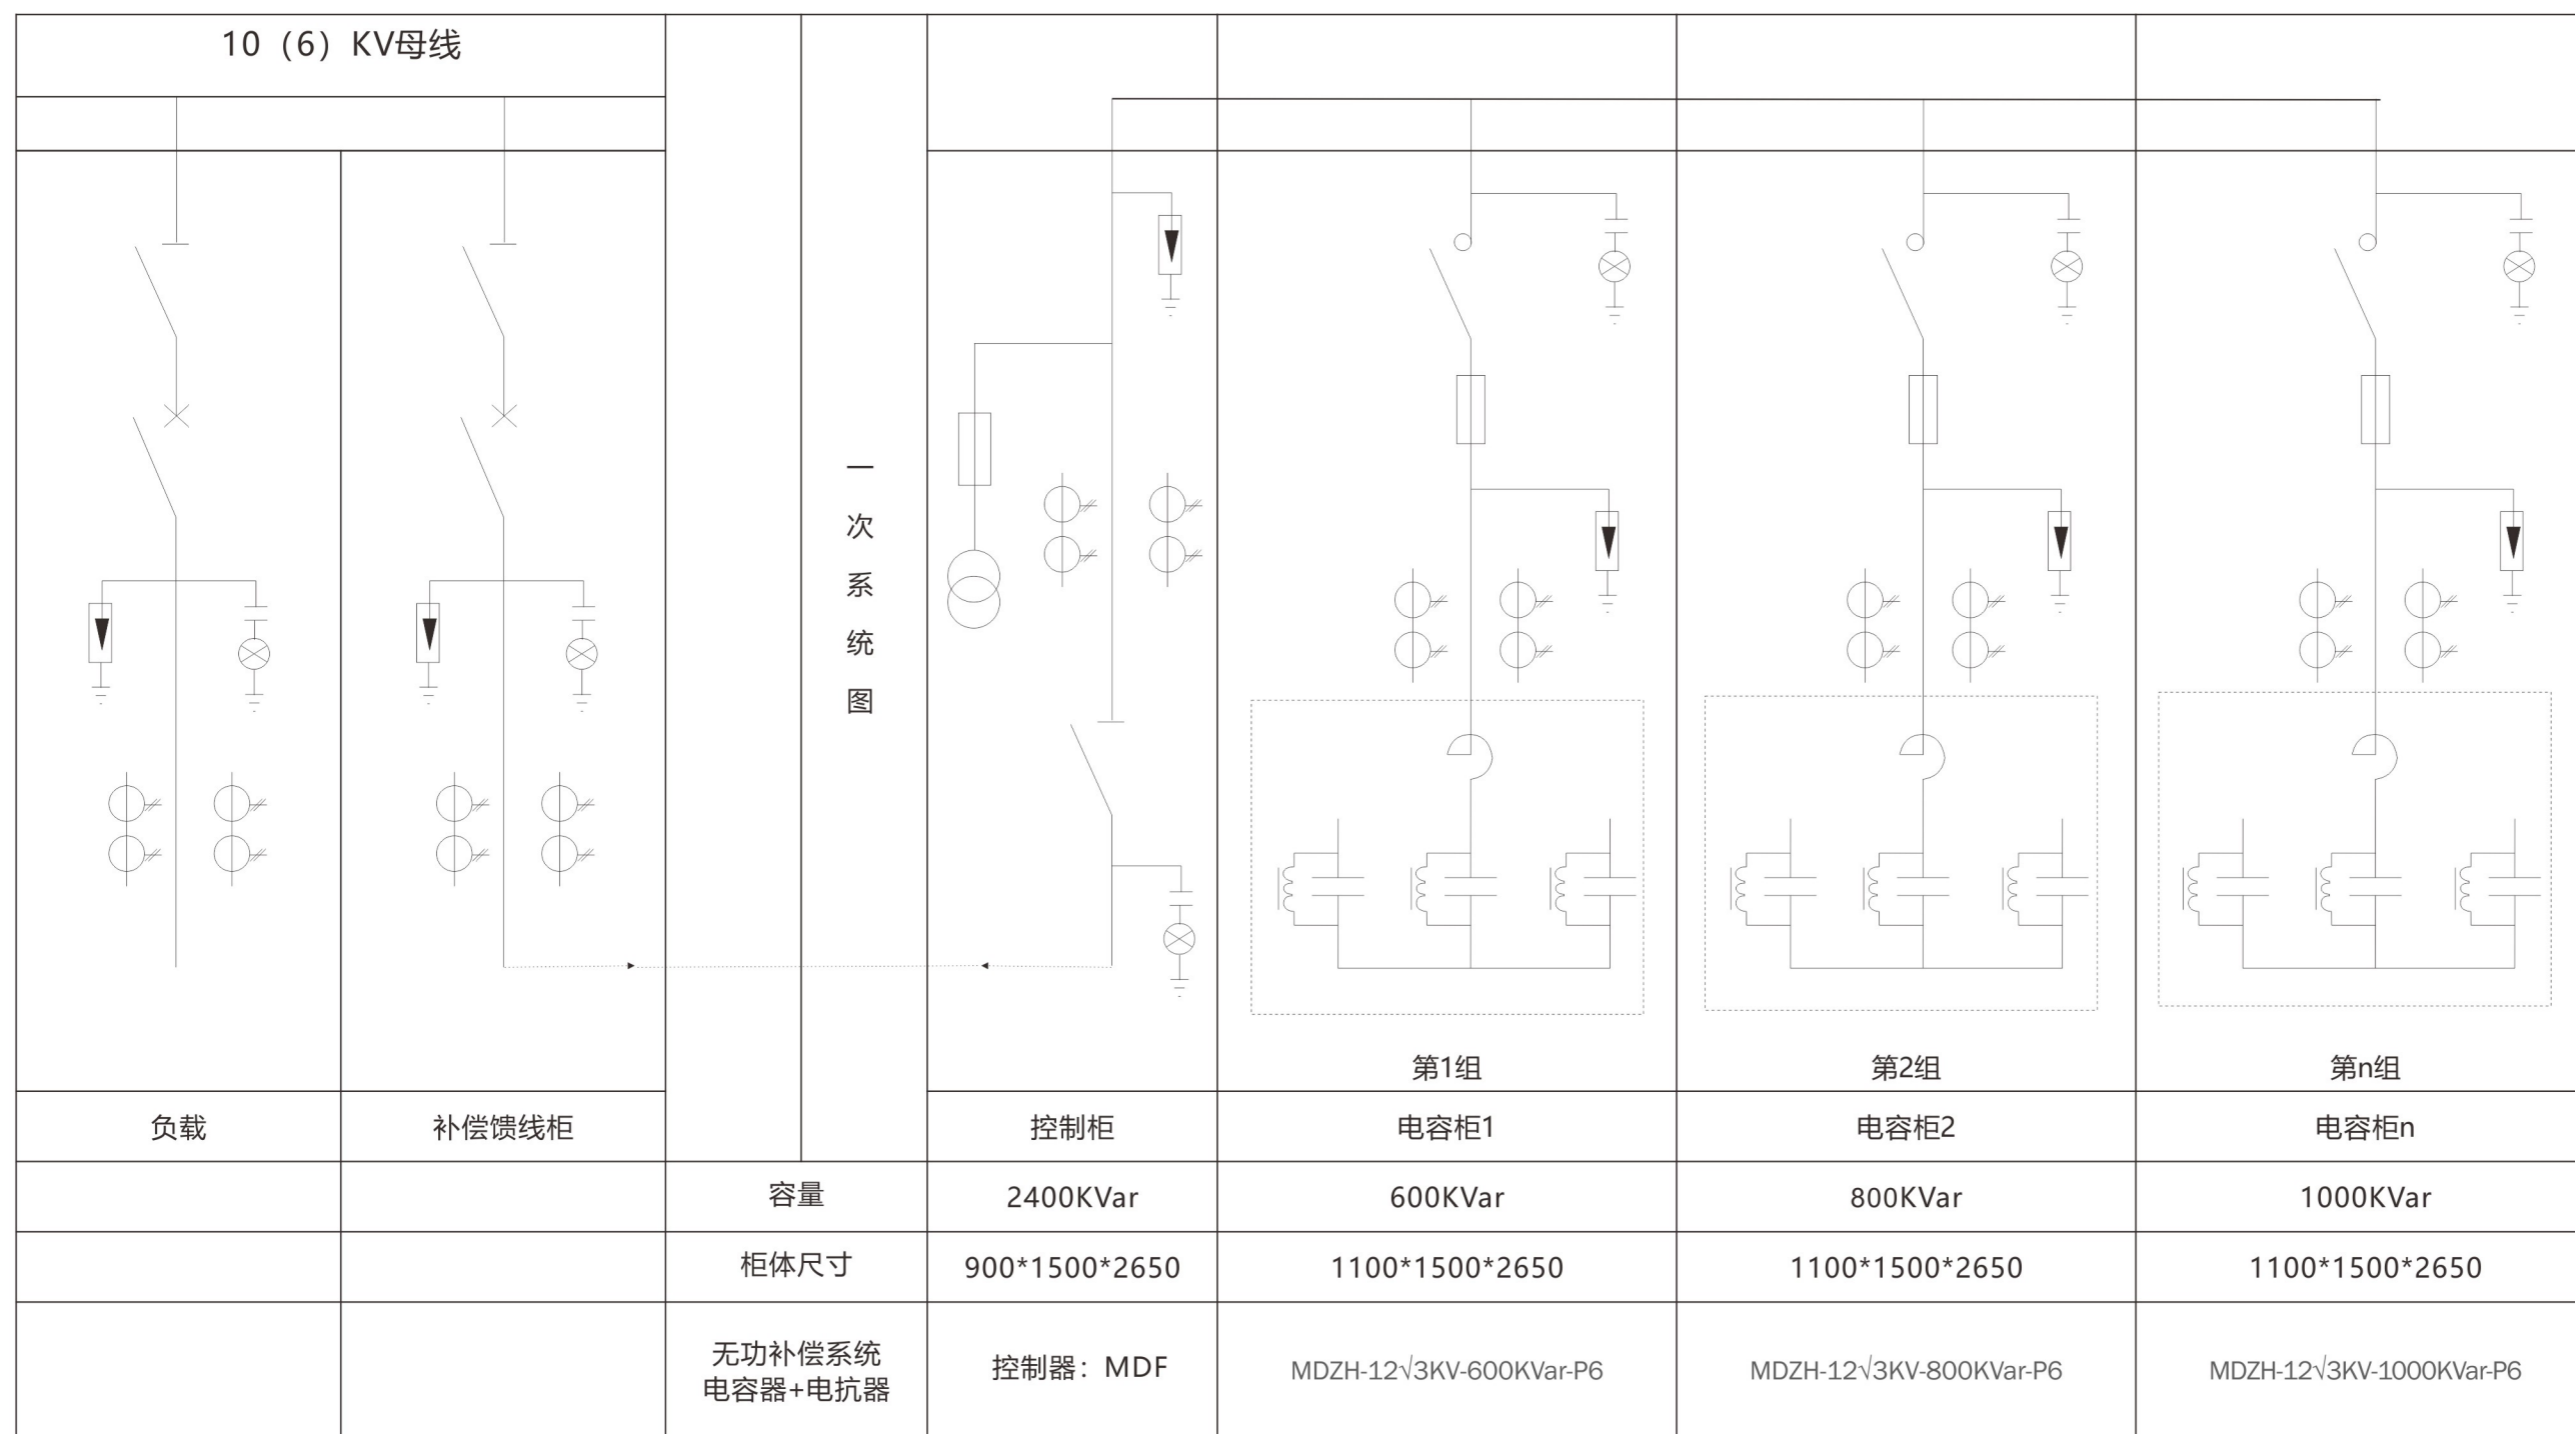 10（6）KV母线
一
次
系
统
图
第1组
第2组
第n组
负载
补偿馈线柜
控制柜
电容柜1
电容柜2
电容柜n
容量
2400KVar
600KVar
800KVar
1000KVar
柜体尺寸
900*1500*2650
1100*1500*2650
1100*1500*2650
1100*1500*2650
无功补偿系统
电容器+电抗器
控制器：MDF
MDZH-12√3KV-600KVar-P6
MDZH-12√3KV-800KVar-P6
MDZH-12√3KV-1000KVar-P6